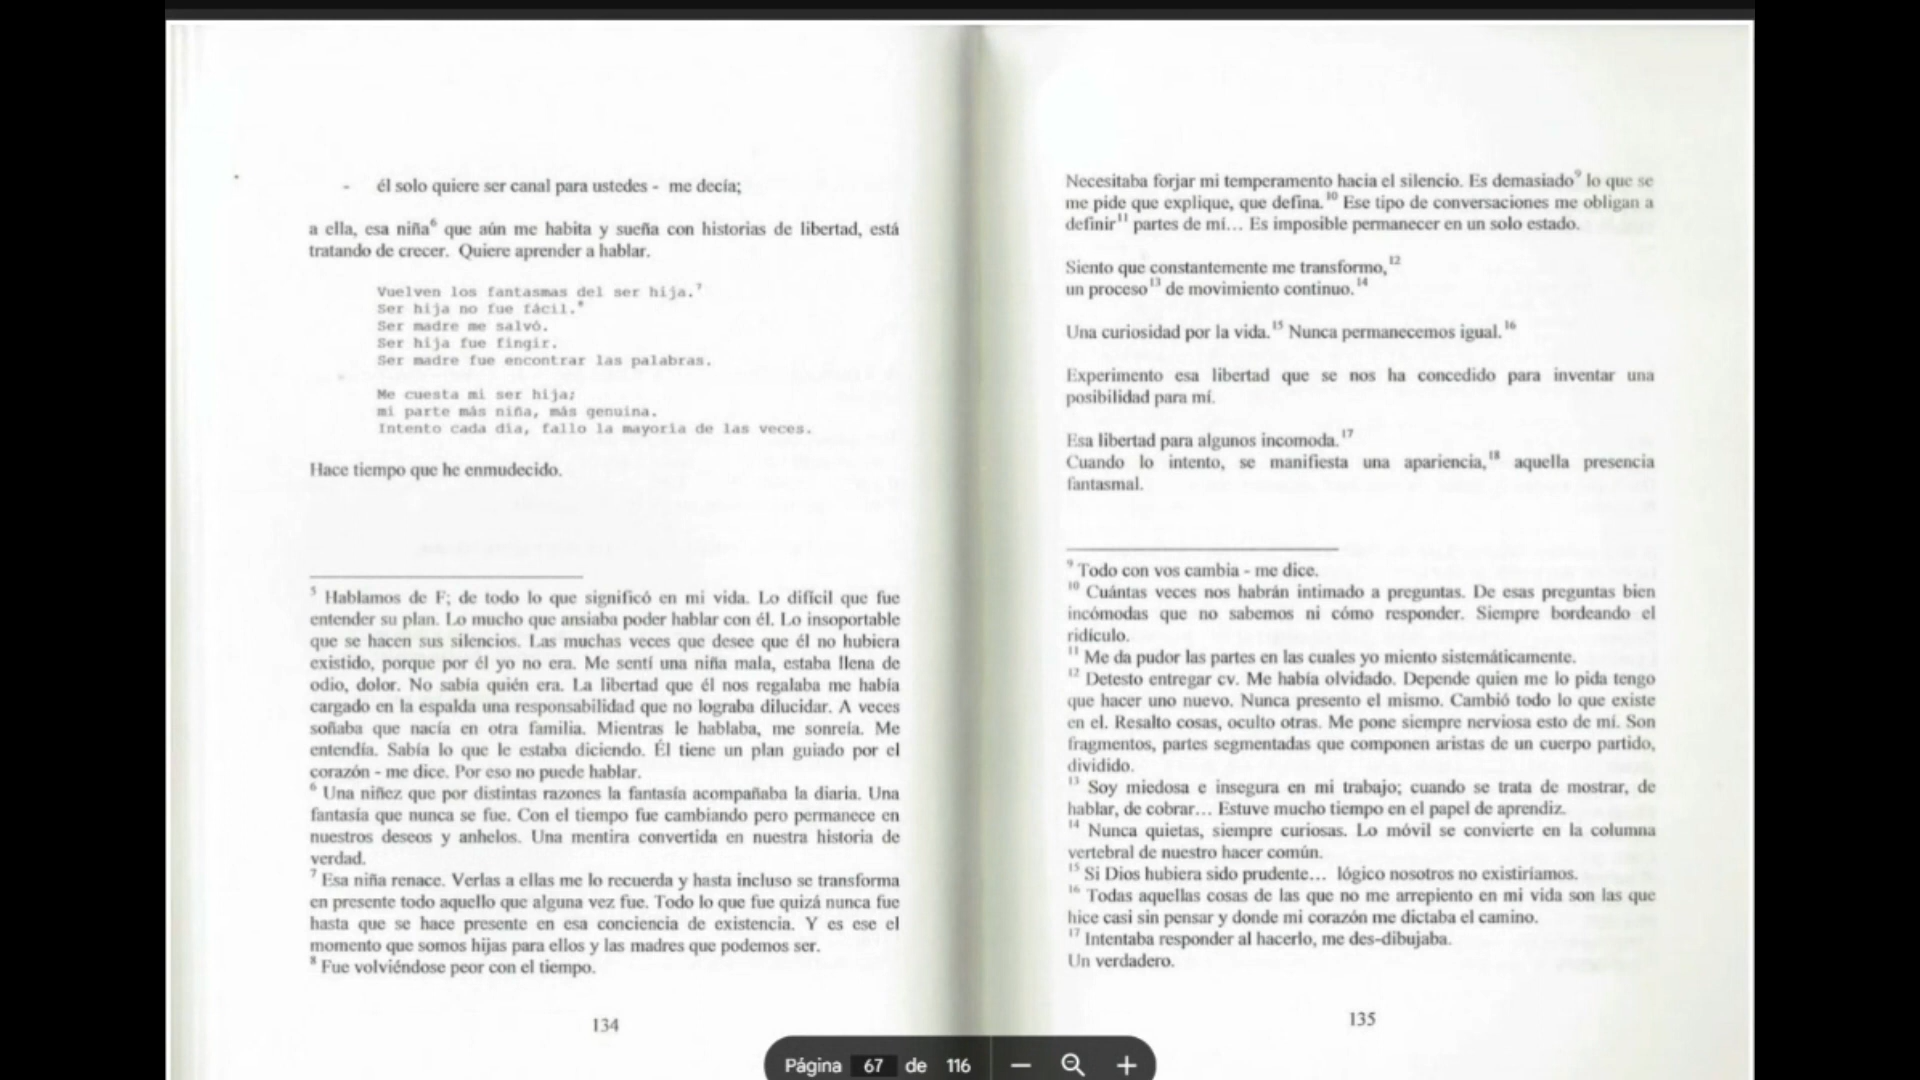 - él solo quiere ser canal para ustedes - me decía;
a ella, esa niña⁶ que aún me habita y sueña con historias de libertad, está
tratando de crecer. Quiere aprender a hablar.
Vuelven los fantasmas del ser hija.⁷
Ser hija no fue fácil.⁸
Ser madre me salvó.
Ser hija fue fingir.
Ser madre fue encontrar las palabras.
Me cuesta mi ser hija;
mi parte más niña, más genuina.
Intento cada día, fallo la mayoría de las veces.
Hace tiempo que he enmudecido.
⁵ Hablamos de F; de todo lo que significó en mi vida. Lo difícil que fue
entender su plan. Lo mucho que ansiaba poder hablar con él. Lo insoportable
que se hacen sus silencios. Las muchas veces que desee que él no hubiera
existido, porque por él yo no era. Me sentí una niña mala, estaba llena de
odio, dolor. No sabía quién era. La libertad que él nos regalaba me había
cargado en la espalda una responsabilidad que no lograba dilucidar. A veces
soñaba que nacía en otra familia. Mientras le hablaba, me sonreía. Me
entendía. Sabía lo que le estaba diciendo. Él tiene un plan guiado por el
corazón - me dice. Por eso no puede hablar.
⁶ Una niñez que por distintas razones la fantasía acompañaba la diaria. Una
fantasía que nunca se fue. Con el tiempo fue cambiando pero permanece en
nuestros deseos y anhelos. Una mentira convertida en nuestra historia de
verdad.
⁷ Esa niña renace. Verlas a ellas me lo recuerda y hasta incluso se transforma
en presente todo aquello que alguna vez fue. Todo lo que fue quizá nunca fue
hasta que se hace presente en esa conciencia de existencia. Y es ese el
momento que somos hijas para ellos y las madres que podemos ser.
⁸ Fue volviéndose peor con el tiempo.
134
Necesitaba forjar mi temperamento hacia el silencio. Es demasiado⁹ lo que se
me pide que explique, que defina.¹⁰ Ese tipo de conversaciones me obligan a
definir¹¹ partes de mí... Es imposible permanecer en un solo estado.
Siento que constantemente me transformo,¹²
un proceso¹³ de movimiento continuo.¹⁴
Una curiosidad por la vida.¹⁵ Nunca permanecemos igual.¹⁶
Experimento esa libertad que se nos ha concedido para inventar una
posibilidad para mí.
Esa libertad para algunos incomoda.¹⁷
Cuando lo intento, se manifiesta una apariencia,¹⁸ aquella presencia
fantasmal.
⁹ Todo con vos cambia - me dice.
¹⁰ Cuántas veces nos habrán intimado a preguntas. De esas preguntas bien
incómodas que no sabemos ni cómo responder. Siempre bordeando el
ridículo.
¹¹ Me da pudor las partes en las cuales yo miento sistemáticamente.
¹² Detesto entregar cv. Me había olvidado. Depende quien me lo pida tengo
que hacer uno nuevo. Nunca presento el mismo. Cambió todo lo que existe
en el. Resalto cosas, oculto otras. Me pone siempre nerviosa esto de mí. Son
fragmentos, partes segmentadas que componen aristas de un cuerpo partido,
dividido.
¹³ Soy miedosa e insegura en mi trabajo; cuando se trata de mostrar, de
hablar, de cobrar... Estuve mucho tiempo en el papel de aprendiz.
¹⁴ Nunca quietas, siempre curiosas. Lo móvil se convierte en la columna
vertebral de nuestro hacer común.
¹⁵ Si Dios hubiera sido prudente... lógico nosotros no existiríamos.
¹⁶ Todas aquellas cosas de las que no me arrepiento en mi vida son las que
hice casi sin pensar y donde mi corazón me dictaba el camino.
¹⁷ Intentaba responder al hacerlo, me des-dibujaba.
Un verdadero.
135
Página 67 de 116